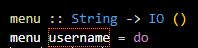 menu :: String -> IO ()
menu username = do